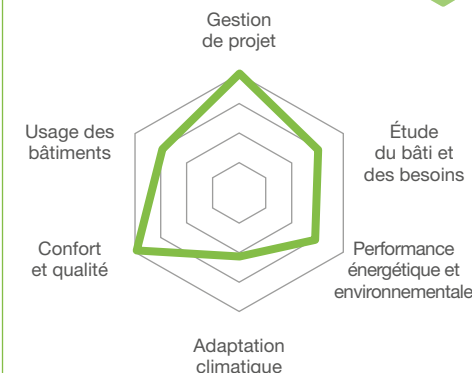 Gestion
de projet
Étude
du bâti et
des besoins
Performance
énergétique et
environnementale
Adaptation
climatique
Confort
et qualité
Usage des
bâtiments